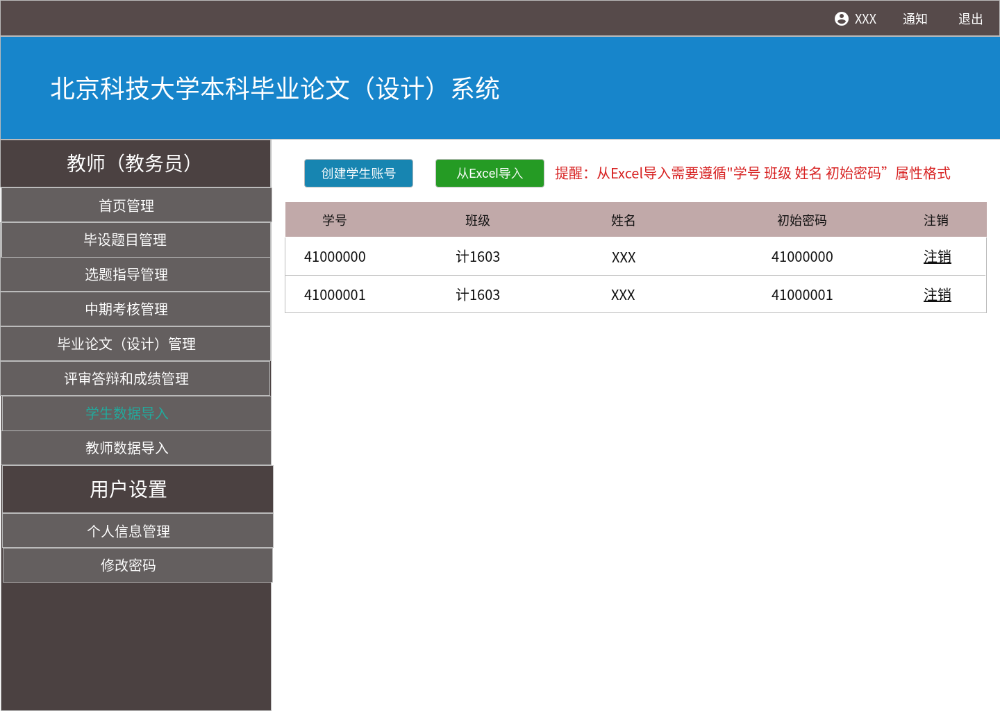 XXX 通知 退出
北京科技大学本科毕业论文（设计）系统
教师（教务员）
首页管理
毕设题目管理
选题指导管理
中期考核管理
毕业论文（设计）管理
评审答辩和成绩管理
学生数据导入
教师数据导入
用户设置
个人信息管理
修改密码
创建学生账号 从Excel导入 提醒：从Excel导入需要遵循"学号 班级 姓名 初始密码”属性格式
学号 班级 姓名 初始密码 注销
41000000 计1603 XXX 41000000 注销
41000001 计1603 XXX 41000001 注销